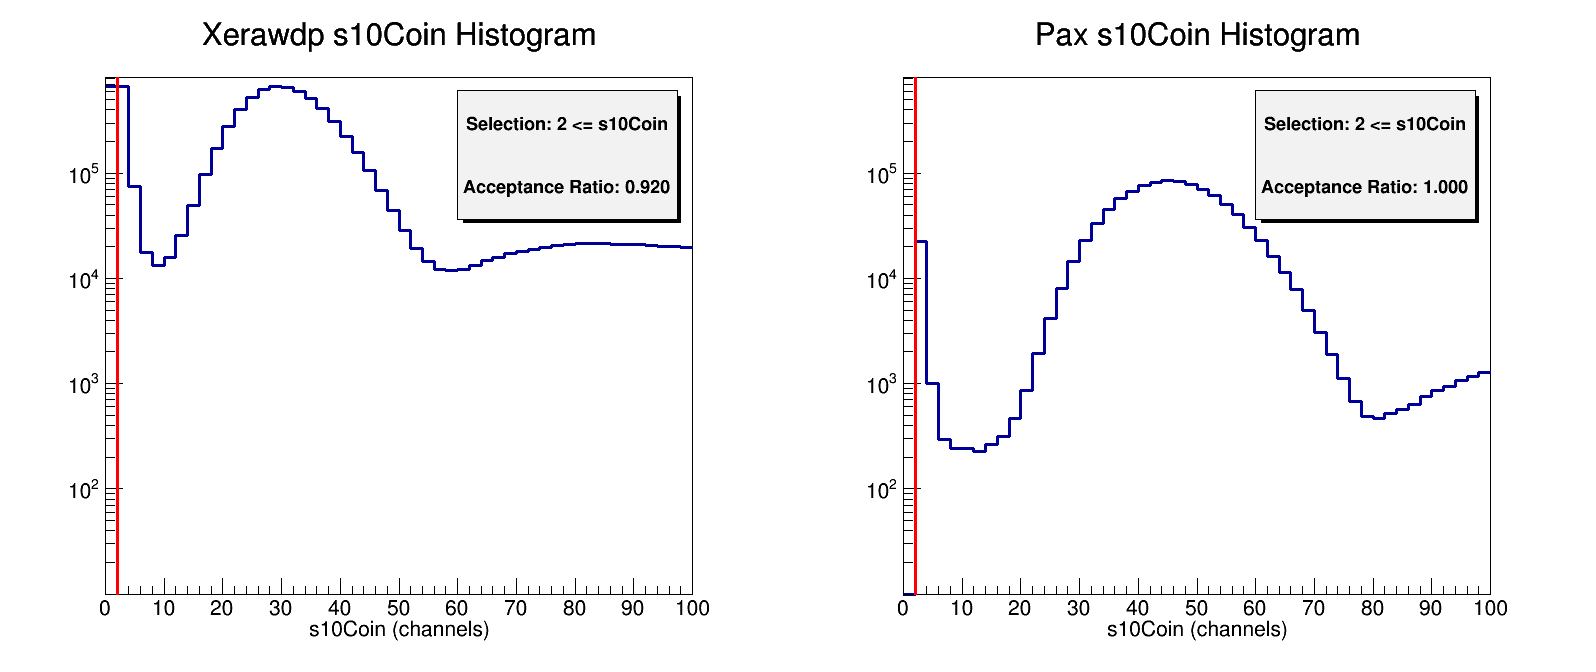 Xerawdp s10Coin Histogram
Selection: 2 <= s10Coin
Acceptance Ratio: 0.920
10^5
10^4
10^3
10^2
0 10 20 30 40 50 60 70 80 90 100
s10Coin (channels)
Pax s10Coin Histogram
Selection: 2 <= s10Coin
Acceptance Ratio: 1.000
10^5
10^4
10^3
10^2
0 10 20 30 40 50 60 70 80 90 100
s10Coin (channels)